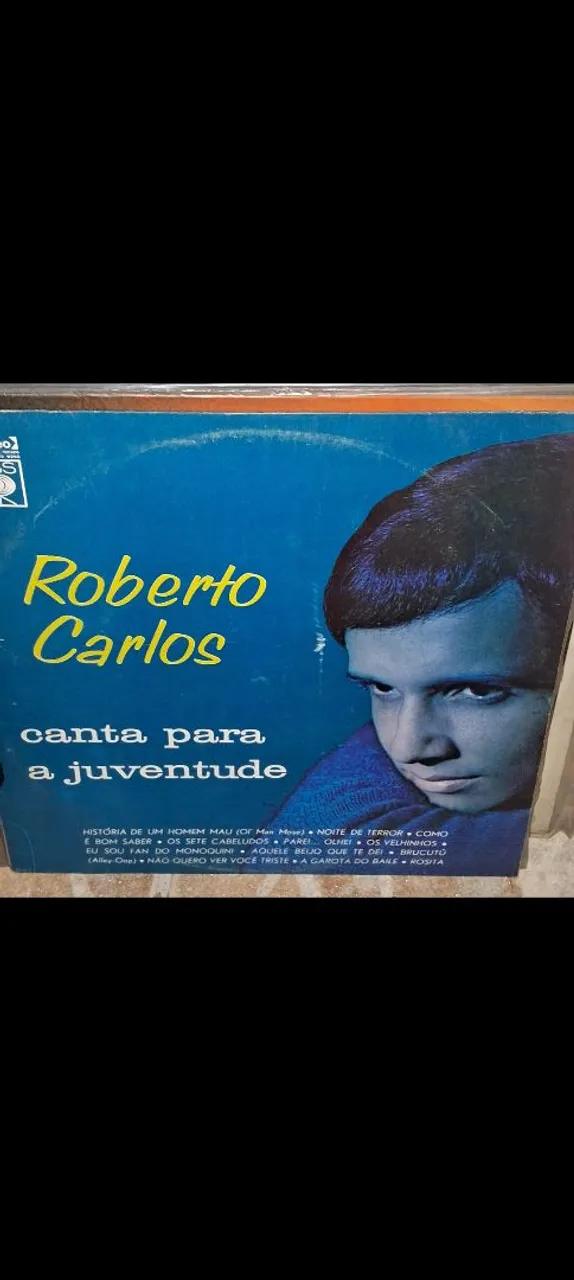 Roberto
Carlos
canta para
a juventude
HISTÓRIA DE UM HOMEM MAU (Ol' Man Mose) • NOITE DE TERROR • COMO
É BOM SABER • OS SETE CABELUDOS • PAREI... OLHEI • OS VELHINHOS •
EU SOU FAN DO MONOQUINI • AQUELE BEIJO QUE TE DEI • BRUCUTÚ
(Alley-Oop) • NÃO QUERO VER VOCÊ TRISTE • A GAROTA DO BAILE • ROSITA